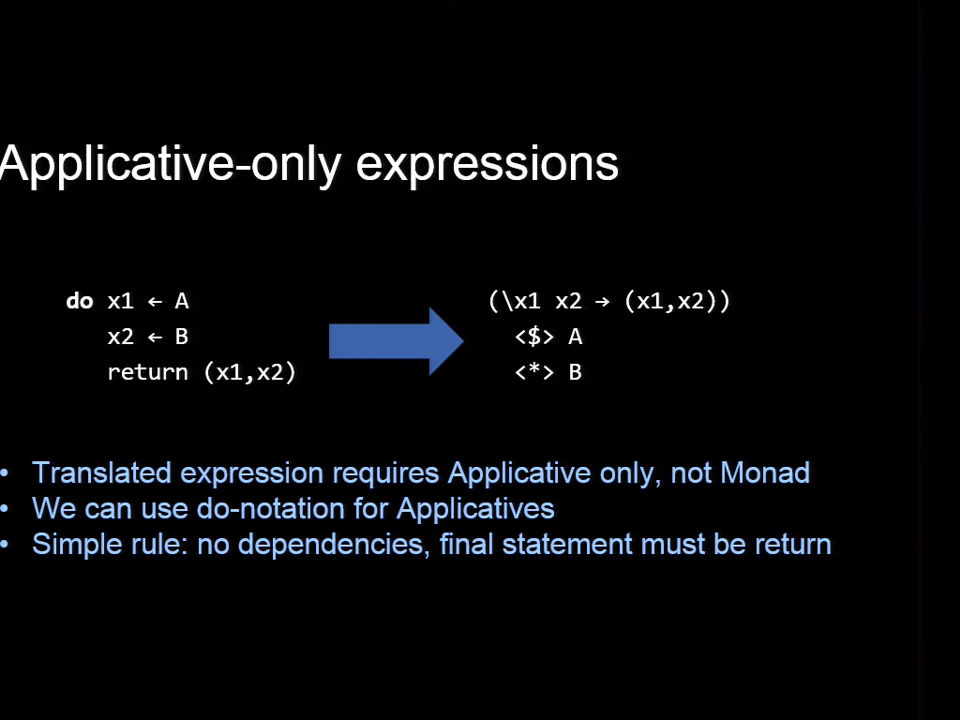 Applicative-only expressions
do x1 ← A
x2 ← B
return (x1,x2)
(\x1 x2 → (x1,x2))
<$> A
<*> B
• Translated expression requires Applicative only, not Monad
• We can use do-notation for Applicatives
• Simple rule: no dependencies, final statement must be return